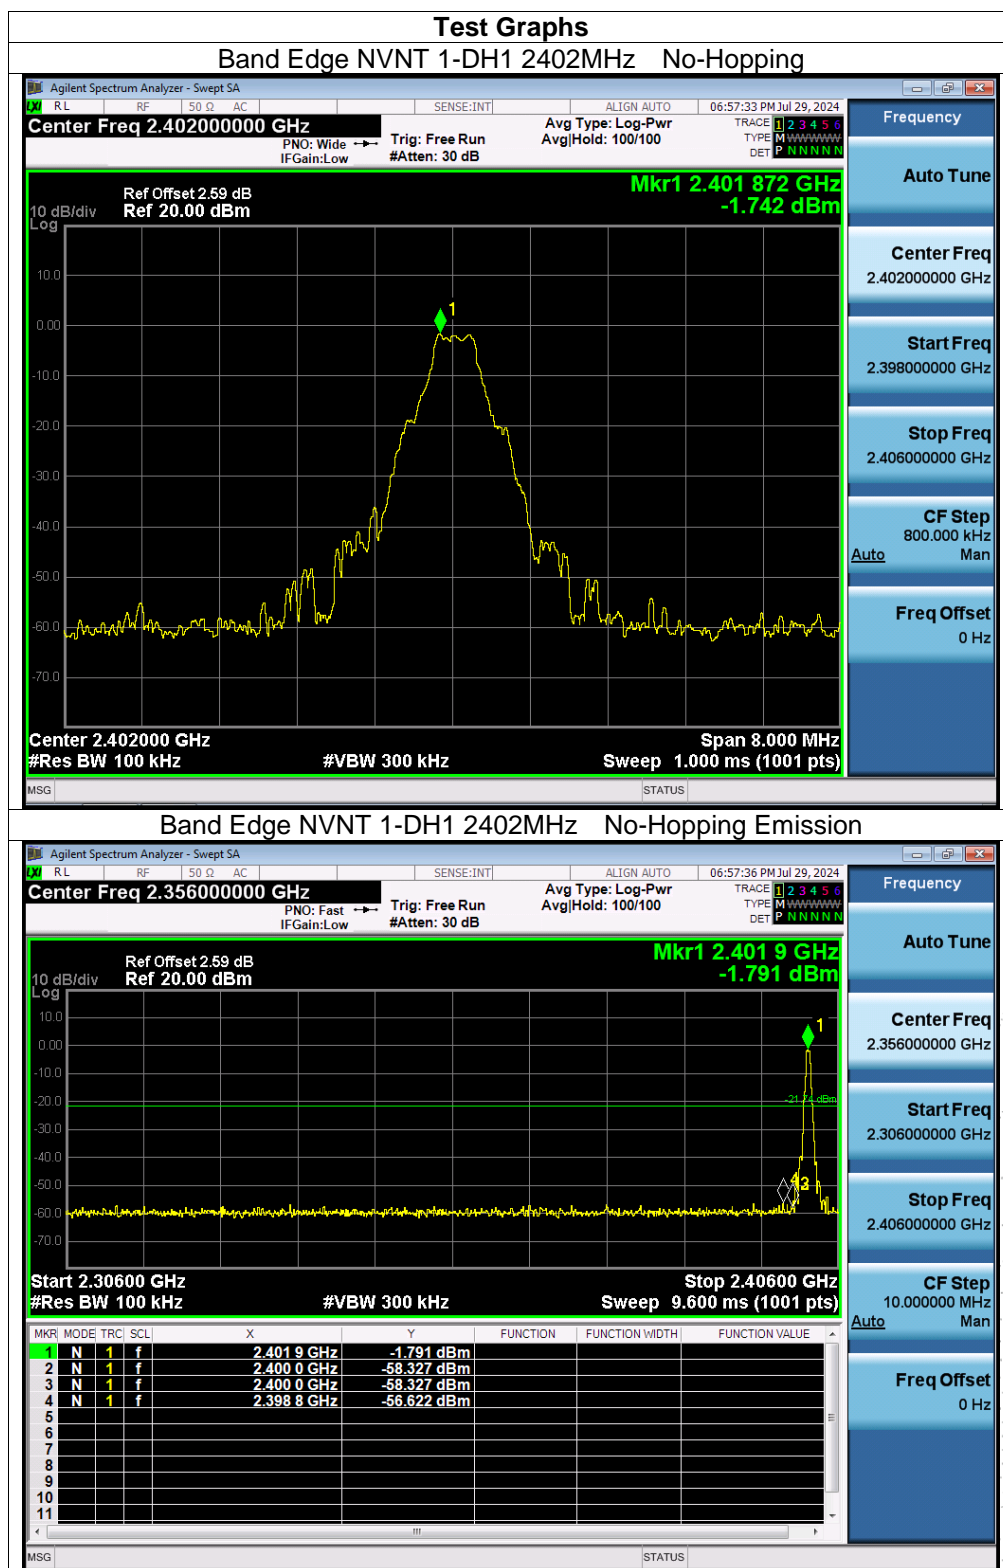 Test Graphs
Band Edge NVNT 1-DH1 2402MHz No-Hopping
Agilent Spectrum Analyzer - Swept SA
LXI RL RF 50 Ω AC SENSE:INT ALIGN AUTO 06:57:33 PM Jul 29, 2024
Center Freq 2.402000000 GHz
PNO: Wide
IFGain:Low
Trig: Free Run
#Atten: 30 dB
Avg Type: Log-Pwr
Avg|Hold: 100/100
TRACE 1 2 3 4 5 6
TYPE M W W W W W
DET P N N N N N
Frequency
Auto Tune
Center Freq
2.402000000 GHz
Start Freq
2.398000000 GHz
Stop Freq
2.406000000 GHz
CF Step
800.000 kHz
Auto Man
Freq Offset
0 Hz
Mkr1 2.401 872 GHz
-1.742 dBm
Ref Offset 2.59 dB
10 dB/div Ref 20.00 dBm
Log
10.0
1
0.00
-10.0
-20.0
-30.0
-40.0
-50.0
-60.0
-70.0
Center 2.402000 GHz Span 8.000 MHz
#Res BW 100 kHz #VBW 300 kHz Sweep 1.000 ms (1001 pts)
MSG STATUS
Band Edge NVNT 1-DH1 2402MHz No-Hopping Emission
Agilent Spectrum Analyzer - Swept SA
LXI RL RF 50 Ω AC SENSE:INT ALIGN AUTO 06:57:36 PM Jul 29, 2024
Center Freq 2.356000000 GHz
PNO: Fast
IFGain:Low
Trig: Free Run
#Atten: 30 dB
Avg Type: Log-Pwr
Avg|Hold: 100/100
TRACE 1 2 3 4 5 6
TYPE M W W W W W
DET P N N N N N
Frequency
Auto Tune
Center Freq
2.356000000 GHz
Start Freq
2.306000000 GHz
Stop Freq
2.406000000 GHz
CF Step
10.000000 MHz
Auto Man
Freq Offset
0 Hz
Mkr1 2.401 9 GHz
-1.791 dBm
Ref Offset 2.59 dB
10 dB/div Ref 20.00 dBm
Log
10.0
1
0.00
-10.0
-20.0
-21.74 dBm
-30.0
-40.0
-50.0
-60.0
-70.0
Start 2.30600 GHz Stop 2.40600 GHz
#Res BW 100 kHz #VBW 300 kHz Sweep 9.600 ms (1001 pts)
MKR MODE TRC SCL X Y FUNCTION FUNCTION WIDTH FUNCTION VALUE
1 N 1 f 2.401 9 GHz -1.791 dBm
2 N 1 f 2.400 0 GHz -58.327 dBm
3 N 1 f 2.400 0 GHz -58.327 dBm
4 N 1 f 2.398 8 GHz -56.622 dBm
5
6
7
8
9
10
11
MSG STATUS